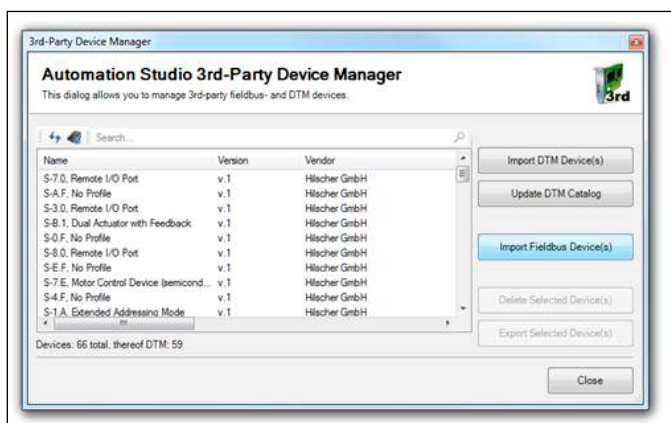 3rd-Party Device Manager
Automation Studio 3rd-Party Device Manager
This dialog allows you to manage 3rd-party fieldbus- and DTM devices.
3rd
Search...
Name Version Vendor
S-7.0, Remote I/O Port v.1 Hilscher GmbH
S-A.F, No Profile v.1 Hilscher GmbH
S-3.0, Remote I/O Port v.1 Hilscher GmbH
S-B.1, Dual Actuator with Feedback v.1 Hilscher GmbH
S-0.F, No Profile v.1 Hilscher GmbH
S-8.0, Remote I/O Port v.1 Hilscher GmbH
S-E.F, No Profile v.1 Hilscher GmbH
S-7.E, Motor Control Device (semicond... v.1 Hilscher GmbH
S-4.F, No Profile v.1 Hilscher GmbH
S-1.A, Extended Addressing Mode v.1 Hilscher GmbH
Devices: 66 total, thereof DTM: 59
Import DTM Device(s)
Update DTM Catalog
Import Fieldbus Device(s)
Delete Selected Device(s)
Export Selected Device(s)
Close